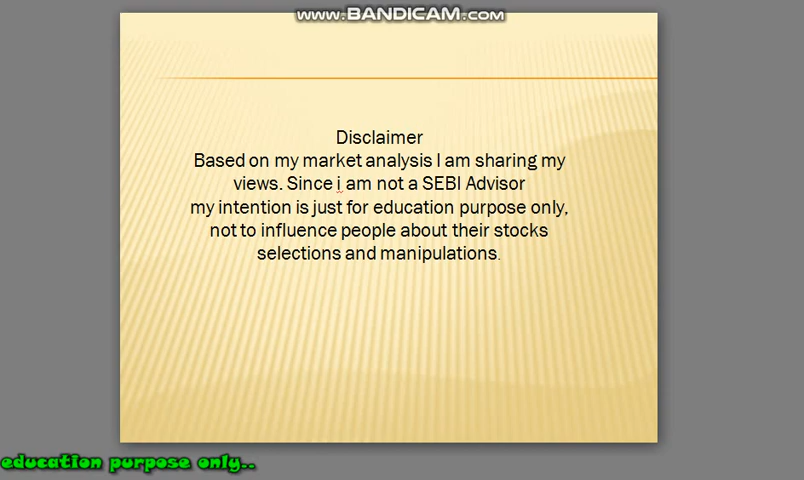 www.BANDICAM.com
Disclaimer
Based on my market analysis I am sharing my
views. Since i am not a SEBI Advisor
my intention is just for education purpose only,
not to influence people about their stocks
selections and manipulations.
education purpose only..